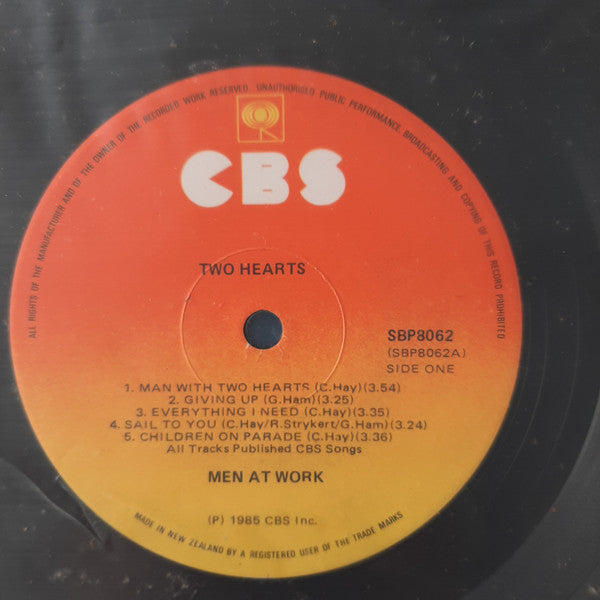 ALL RIGHTS OF THE MANUFACTURER AND OF THE OWNER OF THE RECORDED WORK RESERVED. UNAUTHORISED PUBLIC PERFORMANCE, BROADCASTING AND COPYING OF THIS RECORD PROHIBITED
CBS
TWO HEARTS
SBP8062
(SBP8062A)
SIDE ONE
1. MAN WITH TWO HEARTS (C.Hay)(3.54)
2. GIVING UP (G.Ham)(3.25)
3. EVERYTHING I NEED (C.Hay)(3.35)
4. SAIL TO YOU (C.Hay/R.Strykert/G.Ham)(3.24)
5. CHILDREN ON PARADE (C.Hay)(3.36)
All Tracks Published CBS Songs
MEN AT WORK
(P) 1985 CBS Inc.
MADE IN NEW ZEALAND BY A REGISTERED USER OF THE TRADE MARKS